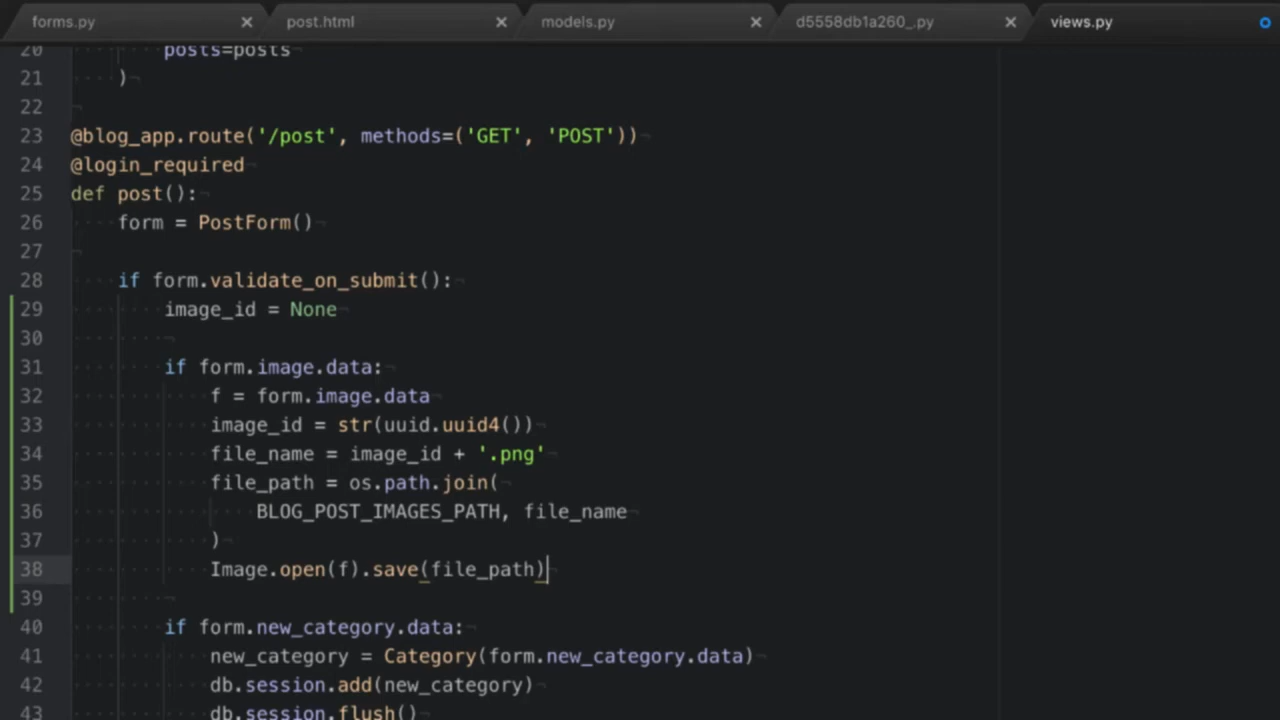 forms.py post.html models.py d5558db1a260_.py views.py
20 posts=posts
21 )
22
23 @blog_app.route('/post', methods=('GET', 'POST'))
24 @login_required
25 def post():
26 form = PostForm()
27
28 if form.validate_on_submit():
29 image_id = None
30
31 if form.image.data:
32 f = form.image.data
33 image_id = str(uuid.uuid4())
34 file_name = image_id + '.png'
35 file_path = os.path.join(
36 BLOG_POST_IMAGES_PATH, file_name
37 )
38 Image.open(f).save(file_path)
39
40 if form.new_category.data:
41 new_category = Category(form.new_category.data)
42 db.session.add(new_category)
43 db.session.flush()